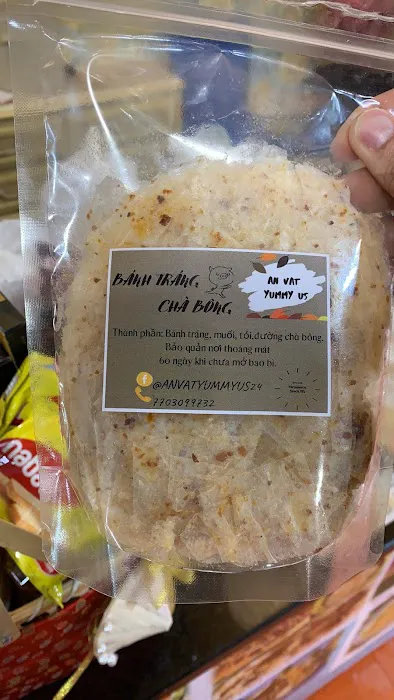 BÁNH TRÁNG
CHÀ BÔNG
AN VAT
YUMMY US
Thành phần: Bánh tráng, muối, tỏi,đường chà bông.
Bảo quản nơi thoáng mát
60 ngày khi chưa mở bao bì.
@ANVATYUMMYUS24
7703099732